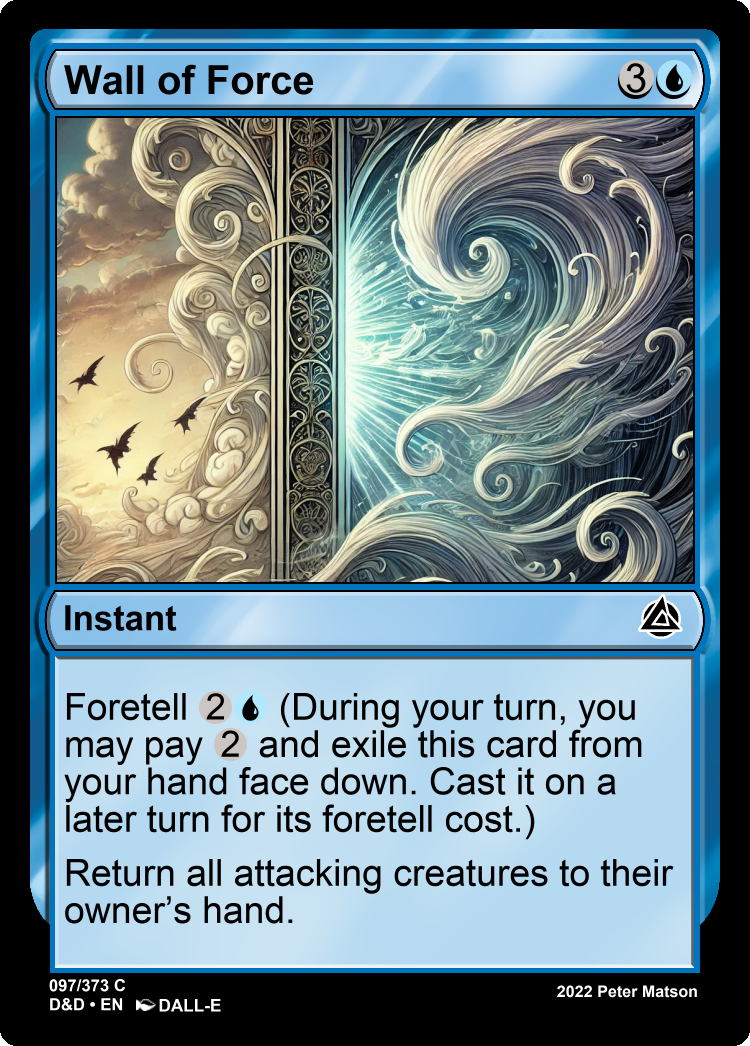 Wall of Force
3
Instant
Foretell 2 (During your turn, you
may pay 2 and exile this card from
your hand face down. Cast it on a
later turn for its foretell cost.)
Return all attacking creatures to their
owner’s hand.
097/373 C
D&D • EN DALL-E
2022 Peter Matson